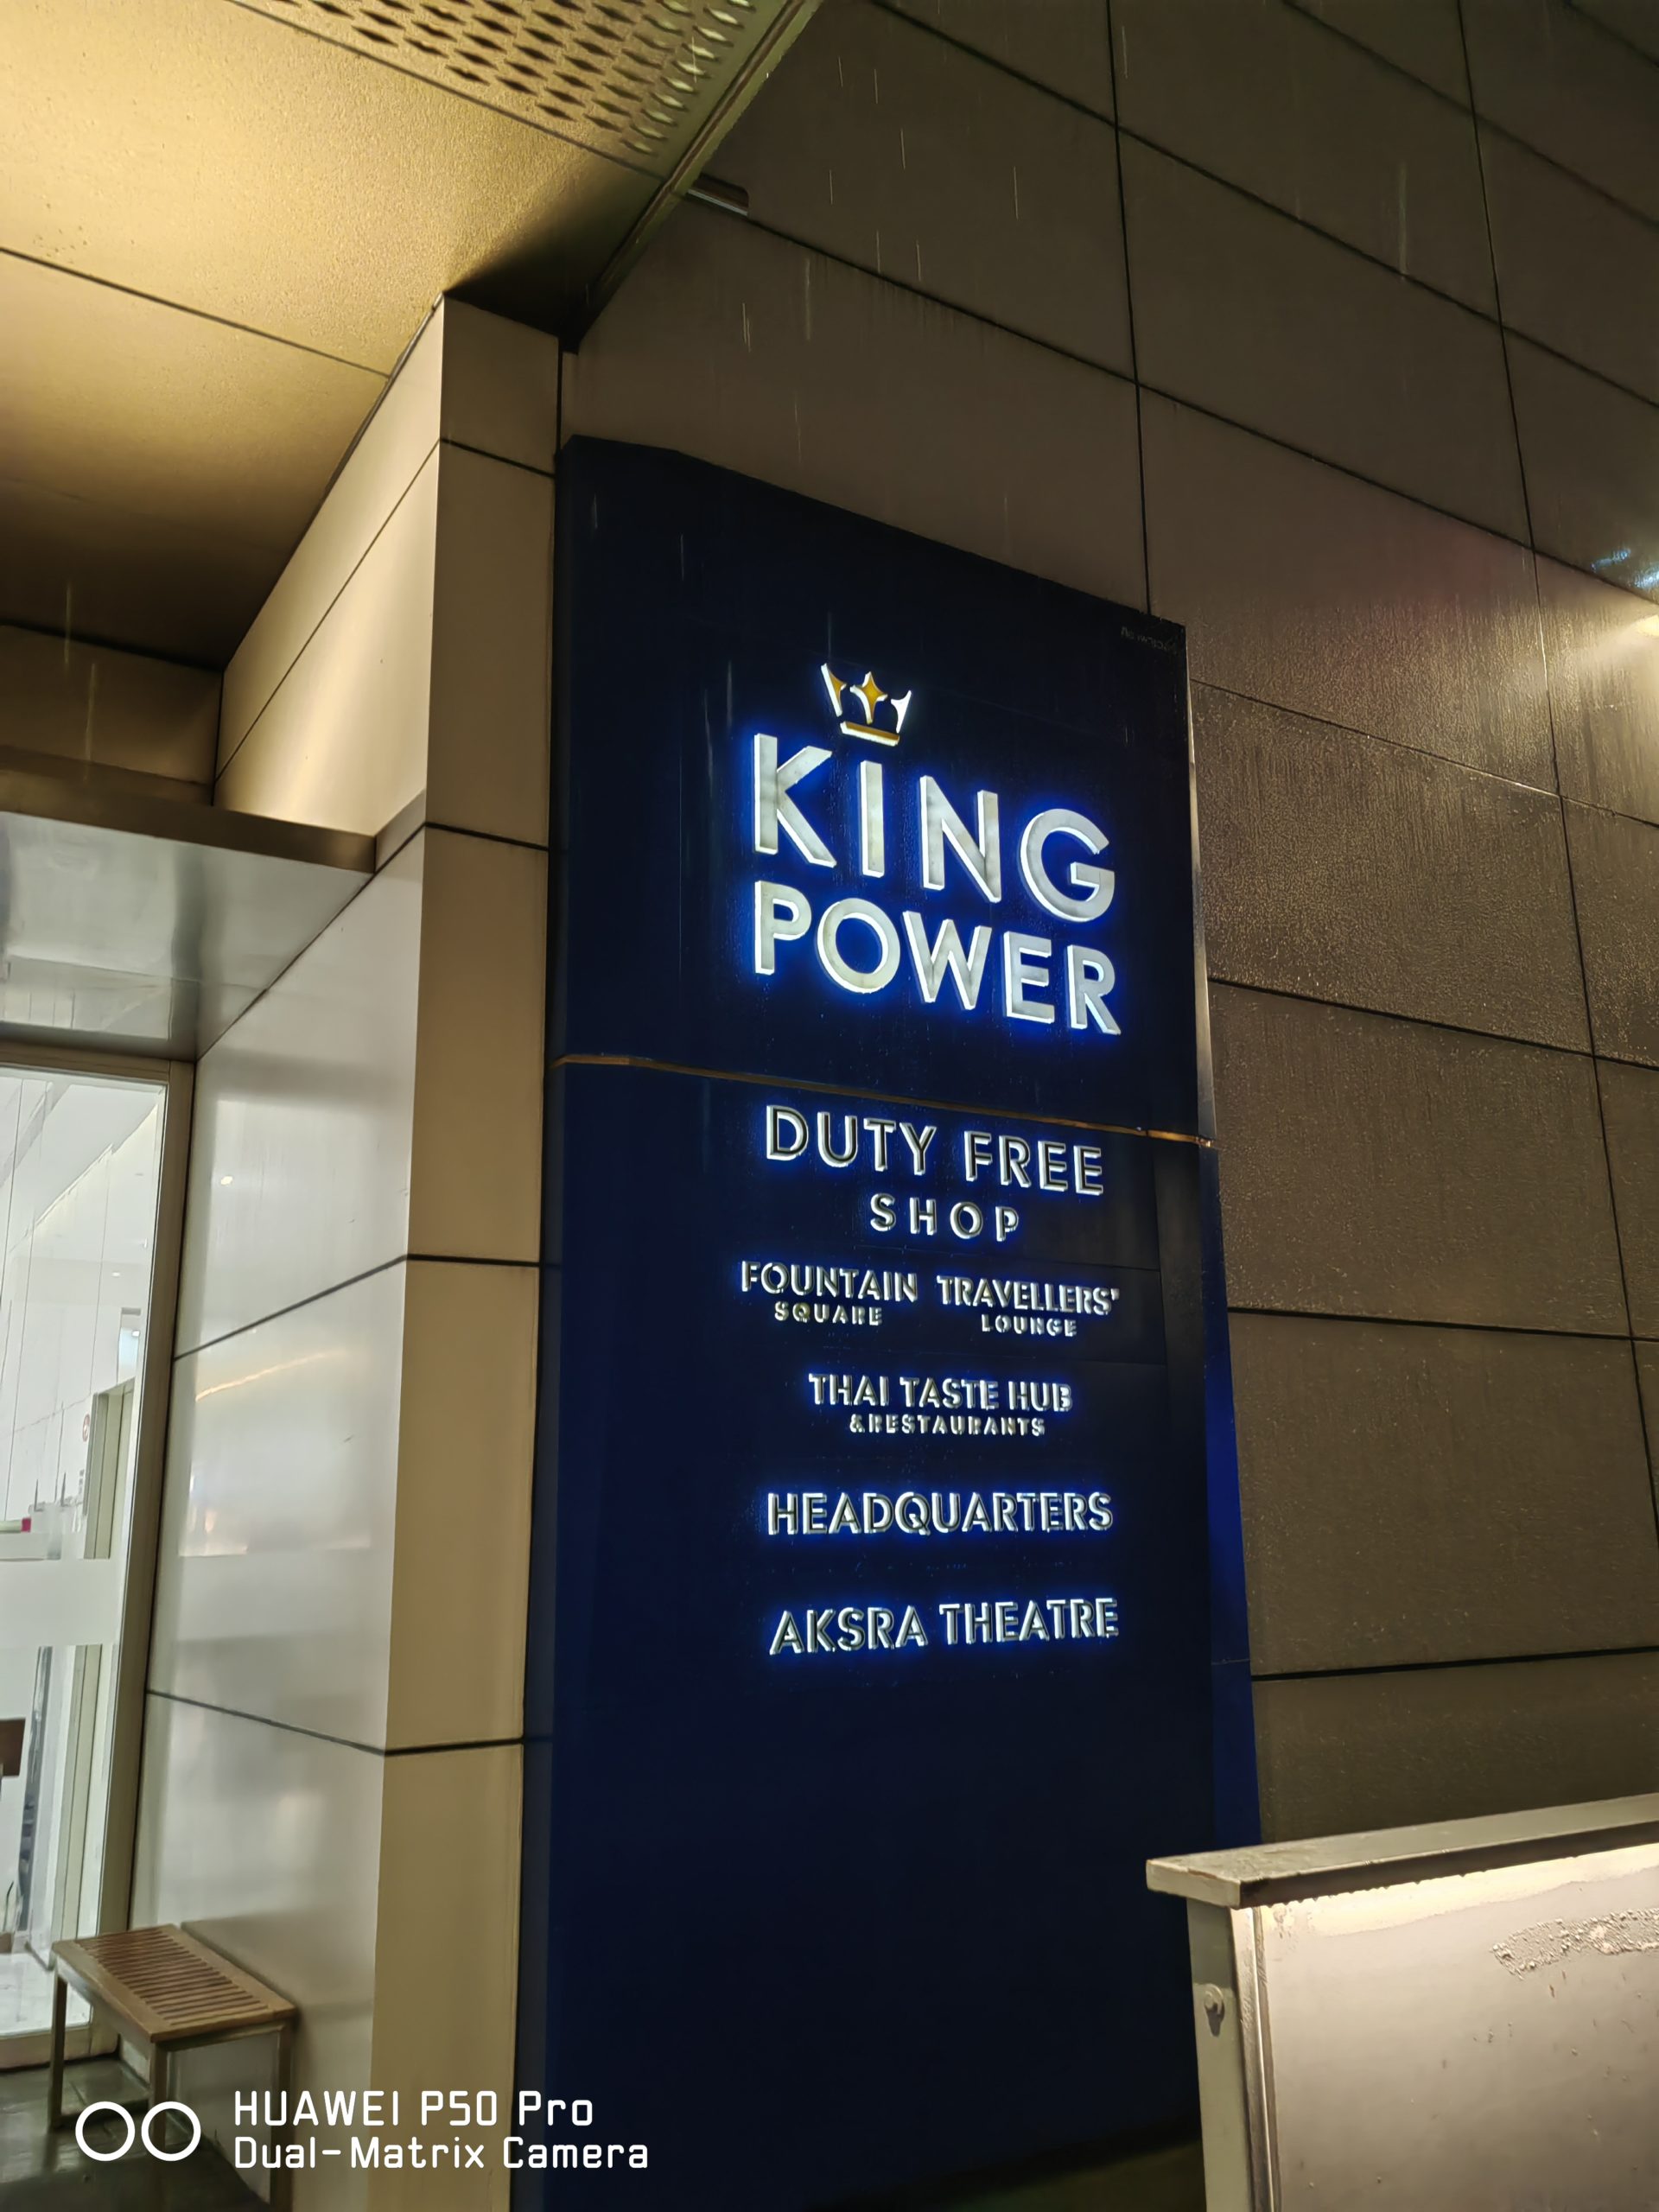 KING
POWER
DUTY FREE
SHOP
FOUNTAIN
SQUARE
TRAVELLERS'
LOUNGE
THAI TASTE HUB
&RESTAURANTS
HEADQUARTERS
AKSRA THEATRE
HUAWEI P50 Pro
Dual-Matrix Camera